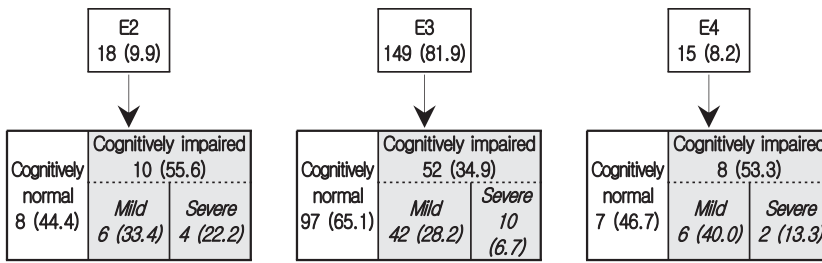 E2
18 (9.9)
Cognitively
normal
8 (44.4)
Cognitively impaired
10 (55.6)
Mild
6 (33.4)
Severe
4 (22.2)
E3
149 (81.9)
Cognitively
normal
97 (65.1)
Cognitively impaired
52 (34.9)
Mild
42 (28.2)
Severe
10
(6.7)
E4
15 (8.2)
Cognitively
normal
7 (46.7)
Cognitively impaired
8 (53.3)
Mild
6 (40.0)
Severe
2 (13.3)